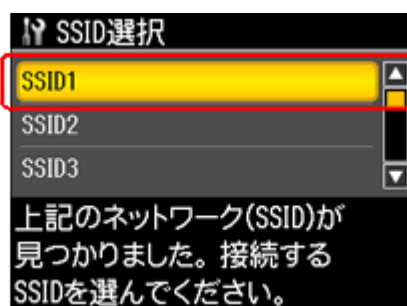 SSID選択
SSID1
SSID2
SSID3
上記のネットワーク(SSID)が
見つかりました。接続する
SSIDを選んでください。